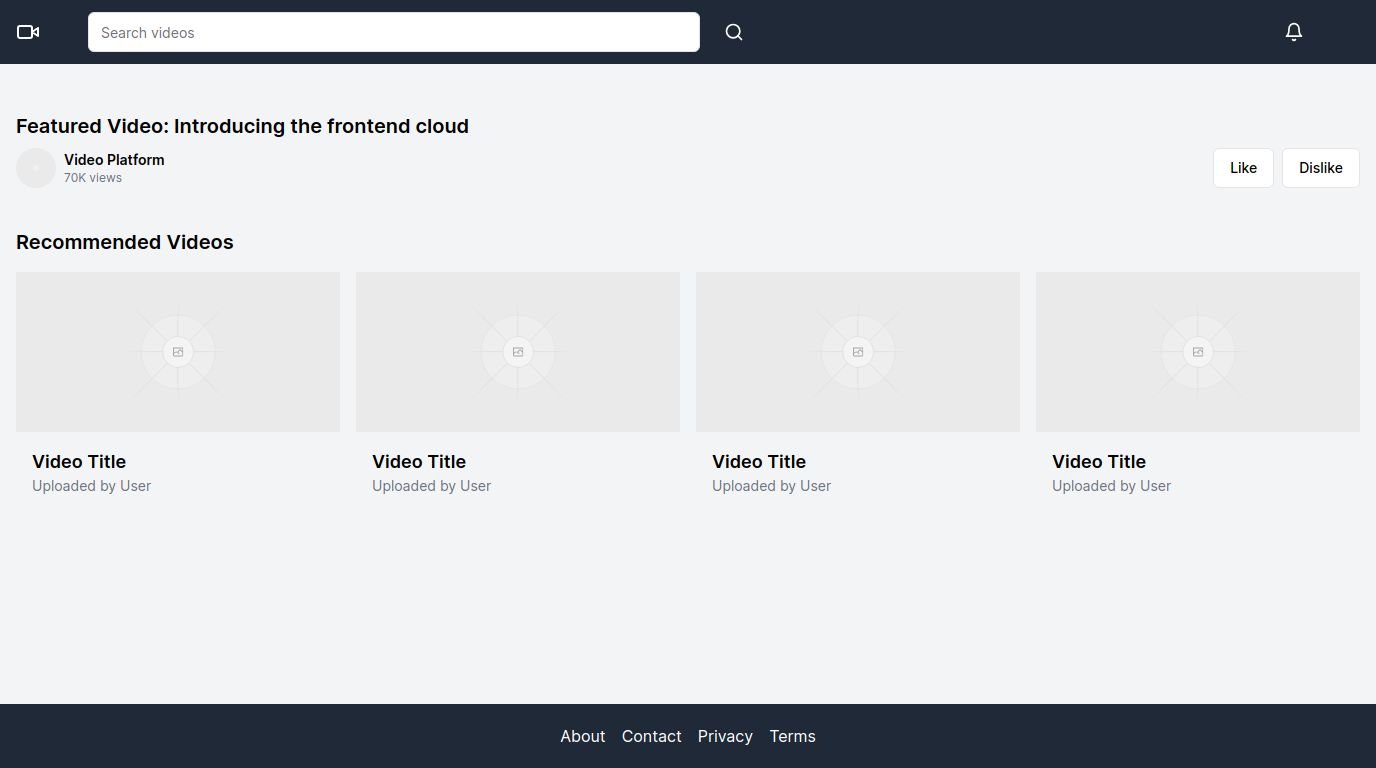 Search videos
Featured Video: Introducing the frontend cloud
Video Platform
70K views
Like
Dislike
Recommended Videos
Video Title
Uploaded by User
Video Title
Uploaded by User
Video Title
Uploaded by User
Video Title
Uploaded by User
About Contact Privacy Terms